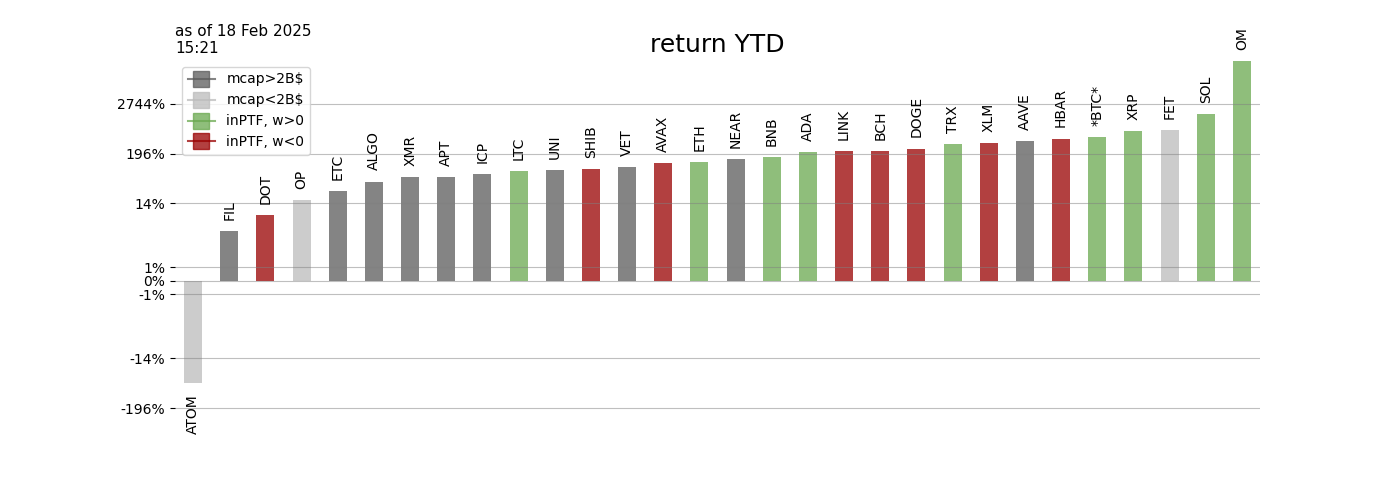 as of 18 Feb 2025
15:21
return YTD
mcap>2B$
mcap<2B$
inPTF, w>0
inPTF, w<0
2744%
196%
14%
1%
0%
-1%
-14%
-196%
ATOM
FIL
DOT
OP
ETC
ALGO
XMR
APT
ICP
LTC
UNI
SHIB
VET
AVAX
ETH
NEAR
BNB
ADA
LINK
BCH
DOGE
TRX
XLM
AAVE
HBAR
*BTC*
XRP
FET
SOL
OM